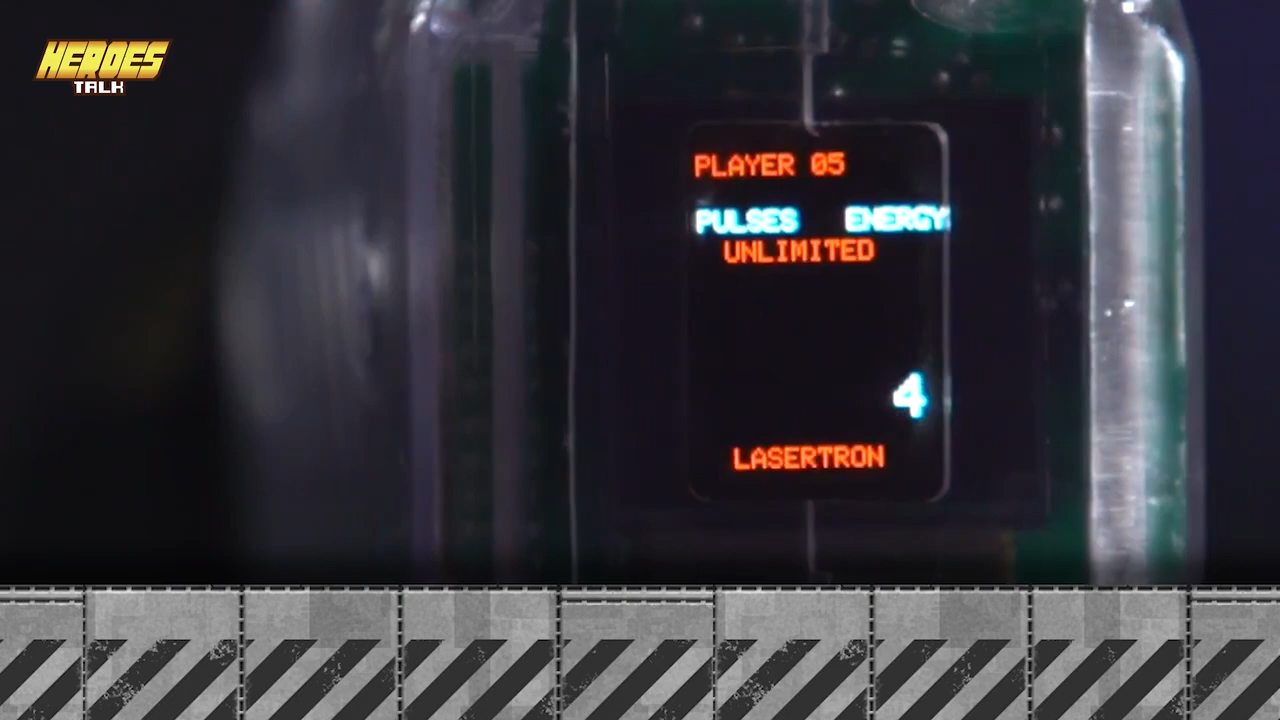 HEROES
TALK
PLAYER 05
PULSES ENERGY
UNLIMITED
4
LASERTRON